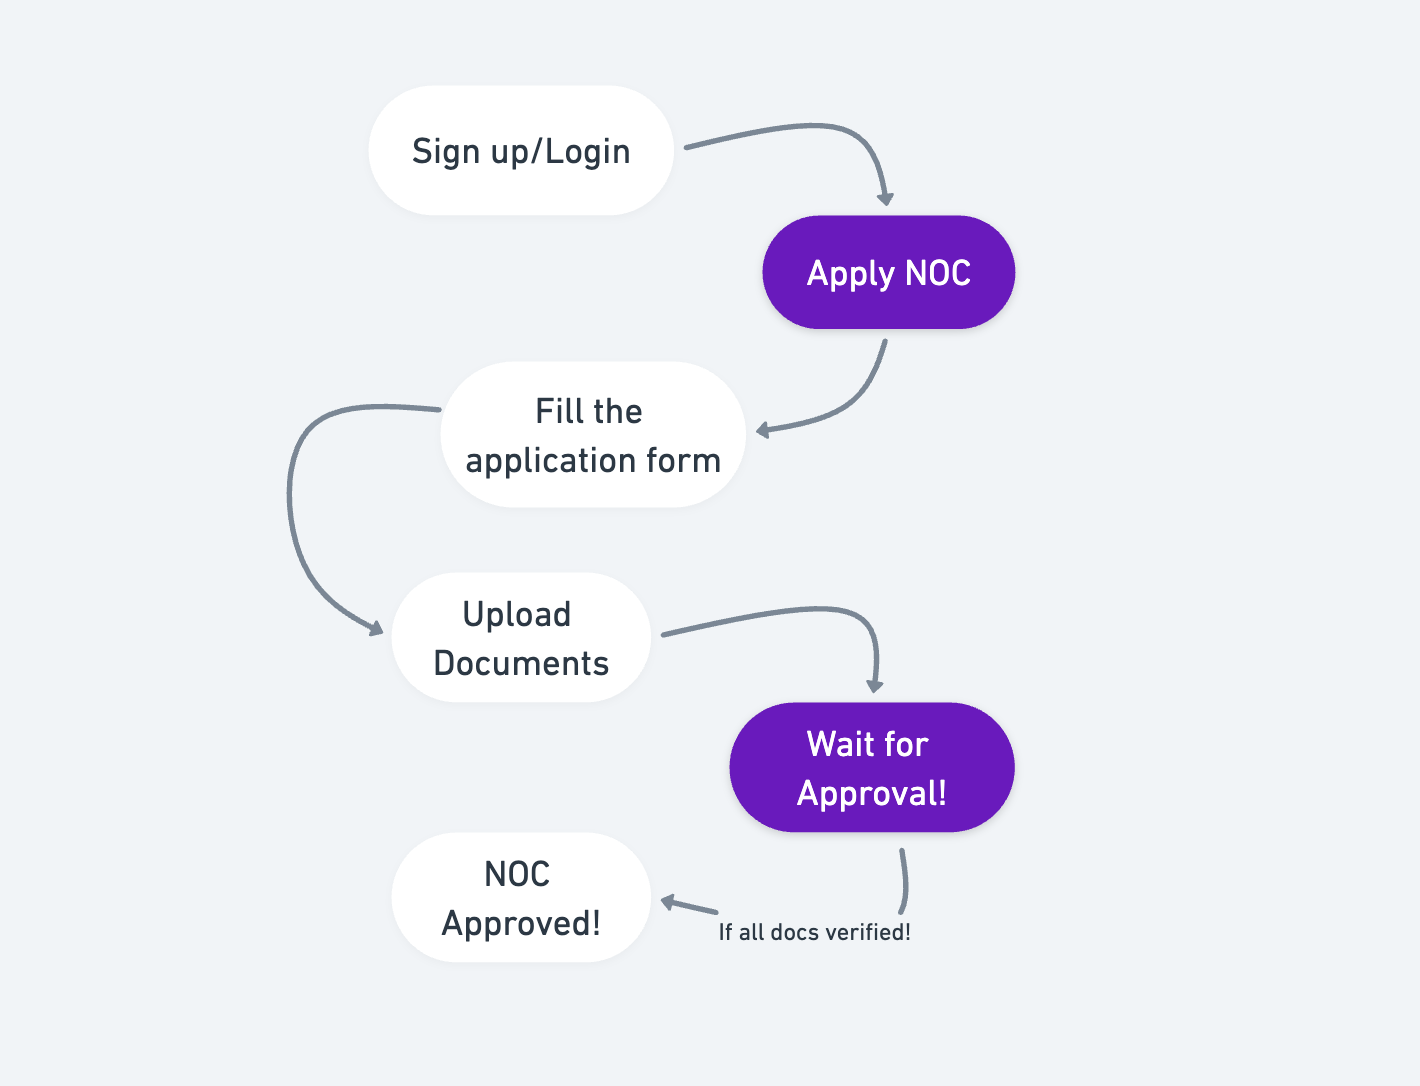 Sign up/Login
Apply NOC
Fill the
application form
Upload
Documents
Wait for
Approval!
If all docs verified!
NOC
Approved!